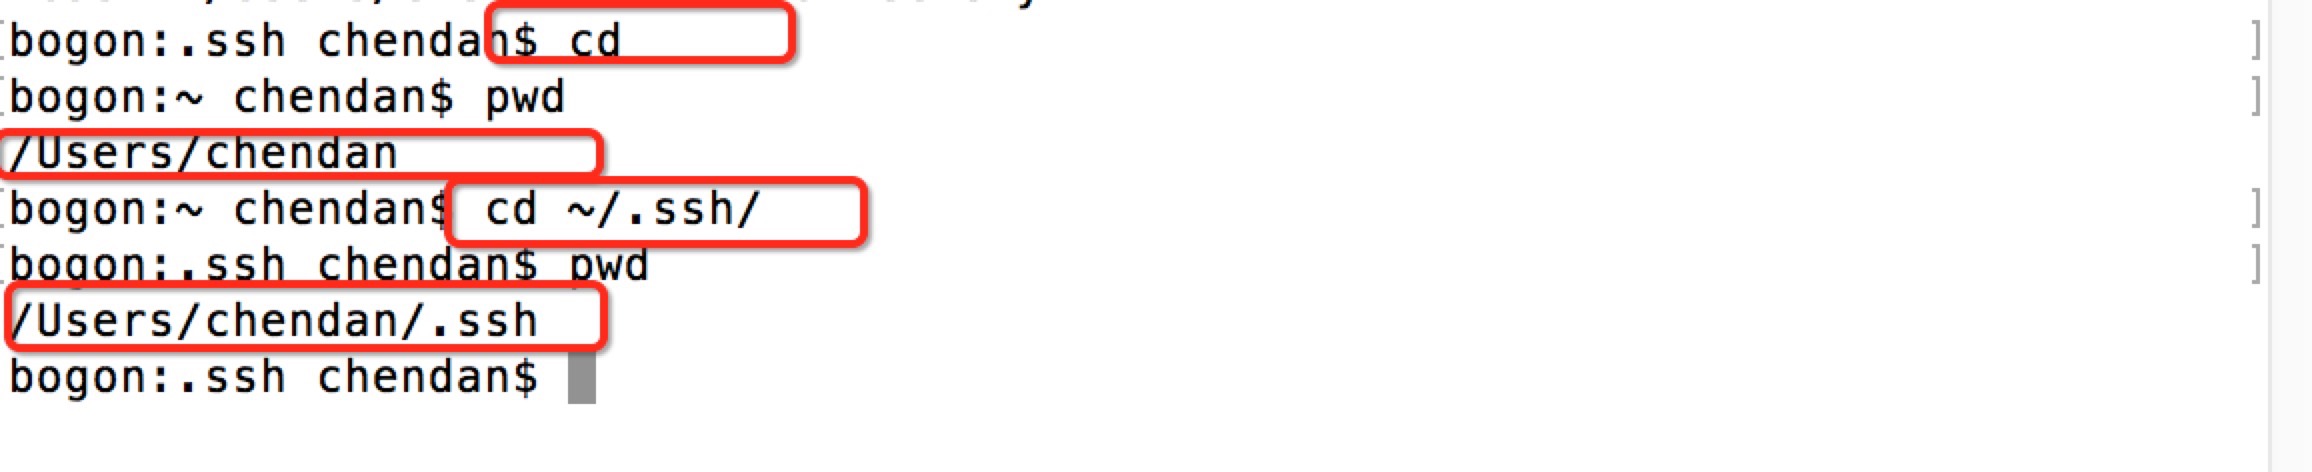 bogon:.ssh chendan$ cd
bogon:~ chendan$ pwd
/Users/chendan
bogon:~ chendan$ cd ~/.ssh/
bogon:.ssh chendan$ pwd
/Users/chendan/.ssh
bogon:.ssh chendan$